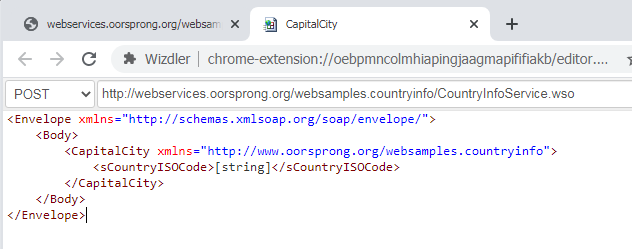 webservices.oorsprong.org/websam
CapitalCity
Wizdler
chrome-extension://oebpmncolmhiapingjaagmapififiakb/editor....
POST
http://webservices.oorsprong.org/websamples.countryinfo/CountryInfoService.wso
<Envelope xmlns="http://schemas.xmlsoap.org/soap/envelope/">
<Body>
<CapitalCity xmlns="http://www.oorsprong.org/websamples.countryinfo">
<sCountryISOCode>[string]</sCountryISOCode>
</CapitalCity>
</Body>
</Envelope>